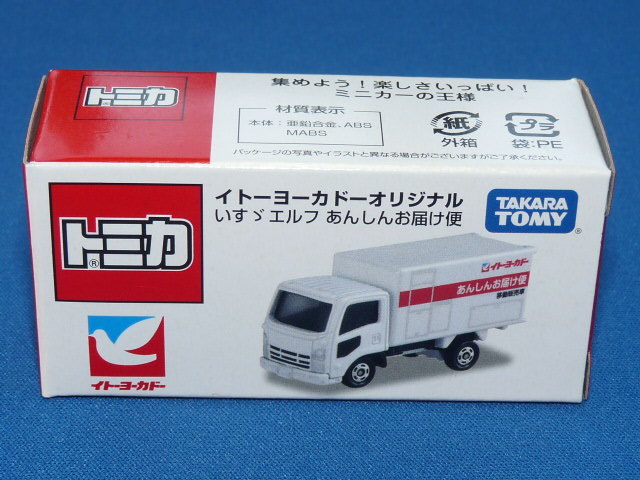 トミカ
集めよう！楽しさいっぱい！
ミニカーの王様
材質表示
本体：亜鉛合金、ABS
MABS
紙
外箱
プラ
袋:PE
パッケージの写真やイラストと異なる場合がございますがご了承ください。
トミカ
®
イトーヨーカドーオリジナル
いすゞエルフ あんしんお届け便
TAKARA
TOMY
®
イトーヨーカドー
イトーヨーカドー
あんしんお届け便
移動販売車